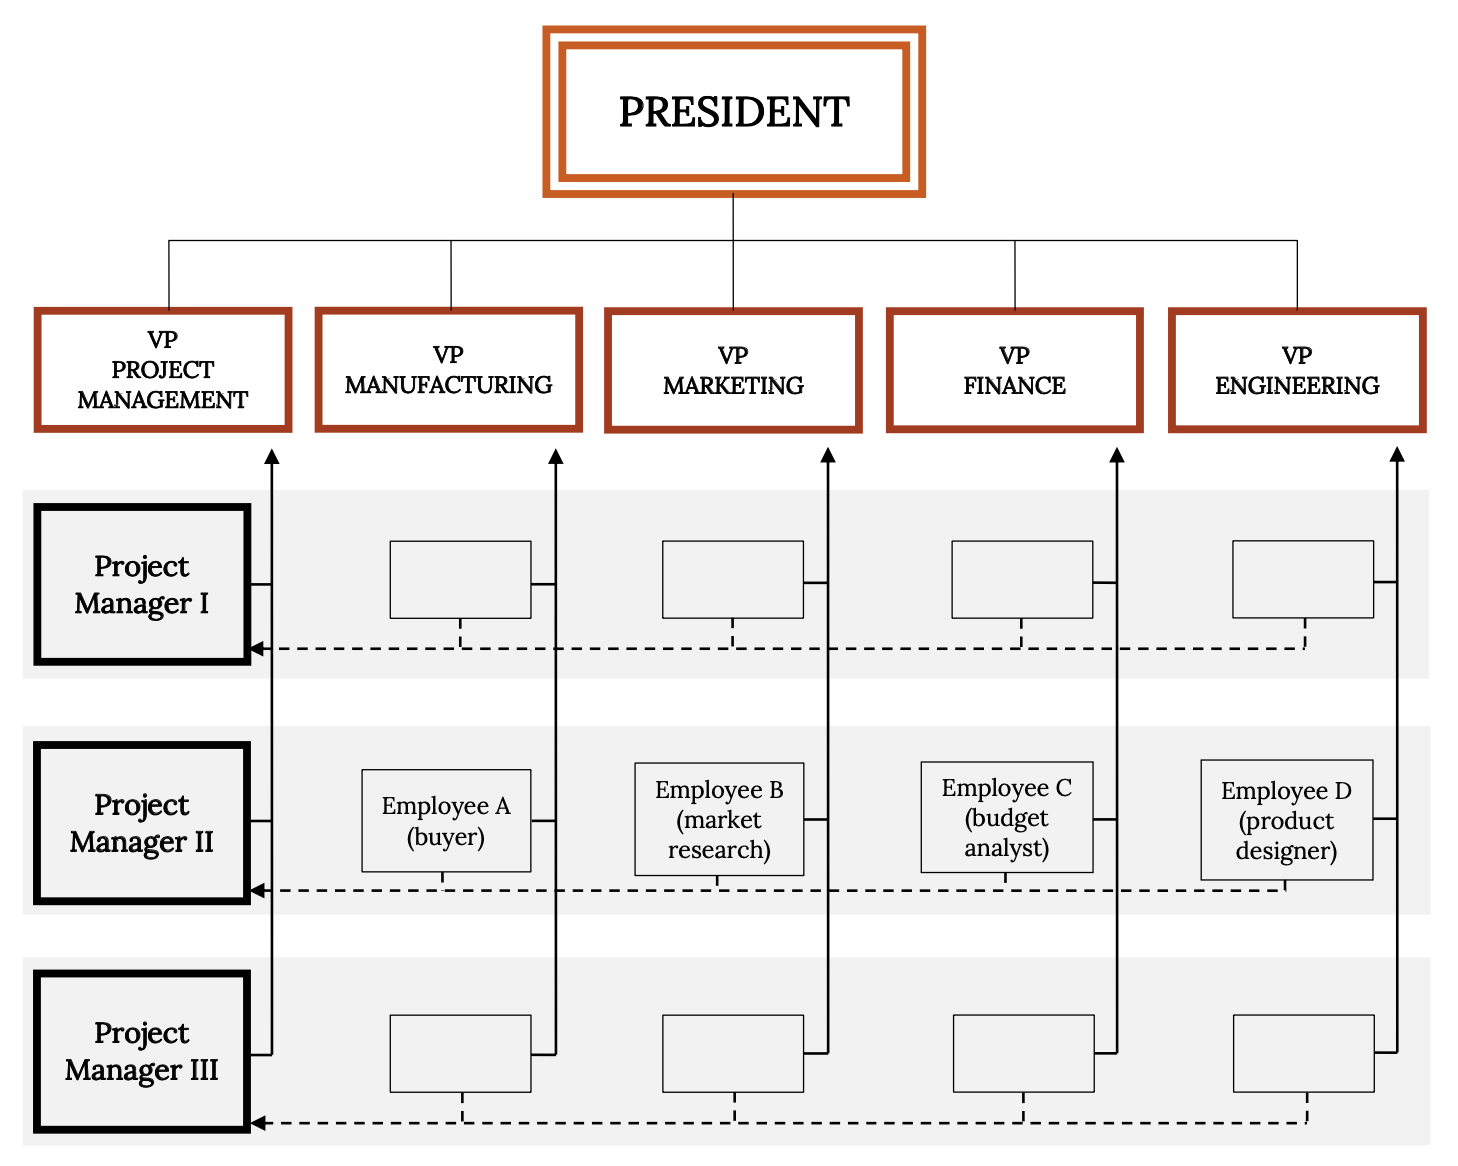 PRESIDENT
VP
PROJECT
MANAGEMENT
VP
MANUFACTURING
VP
MARKETING
VP
FINANCE
VP
ENGINEERING
Project
Manager I
Project
Manager II
Employee A
(buyer)
Employee B
(market
research)
Employee C
(budget
analyst)
Employee D
(product
designer)
Project
Manager III